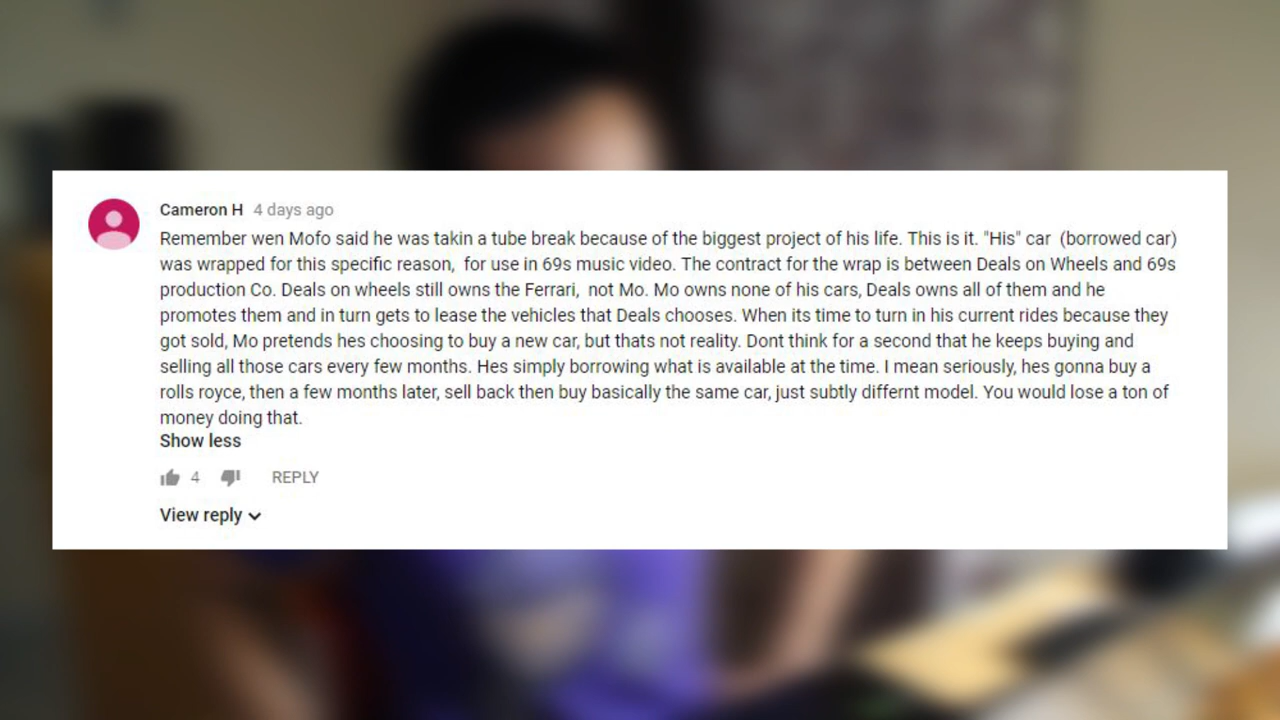 Cameron H 4 days ago
Remember wen Mofo said he was takin a tube break because of the biggest project of his life. This is it. "His" car  (borrowed car)
was wrapped for this specific reason,  for use in 69s music video. The contract for the wrap is between Deals on Wheels and 69s
production Co. Deals on wheels still owns the Ferrari,  not Mo. Mo owns none of his cars, Deals owns all of them and he
promotes them and in turn gets to lease the vehicles that Deals chooses. When its time to turn in his current rides because they
got sold, Mo pretends hes choosing to buy a new car, but thats not reality. Dont think for a second that he keeps buying and
selling all those cars every few months. Hes simply borrowing what is available at the time. I mean seriously, hes gonna buy a
rolls royce, then a few months later, sell back then buy basically the same car, just subtly differnt model. You would lose a ton of
money doing that.
Show less
4 REPLY
View reply